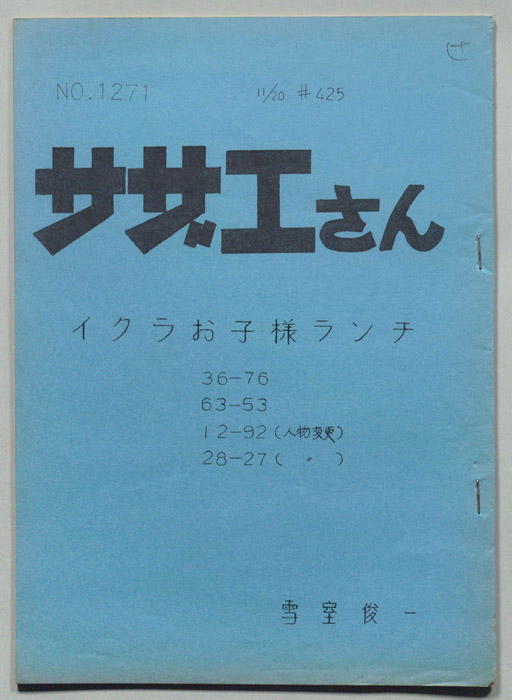 NO.1271 11/20 #425
サザエさん
イクラお子様ランチ
36-76
63-53
12-92(人物変更)
28-27( 〃 )
雪室俊一